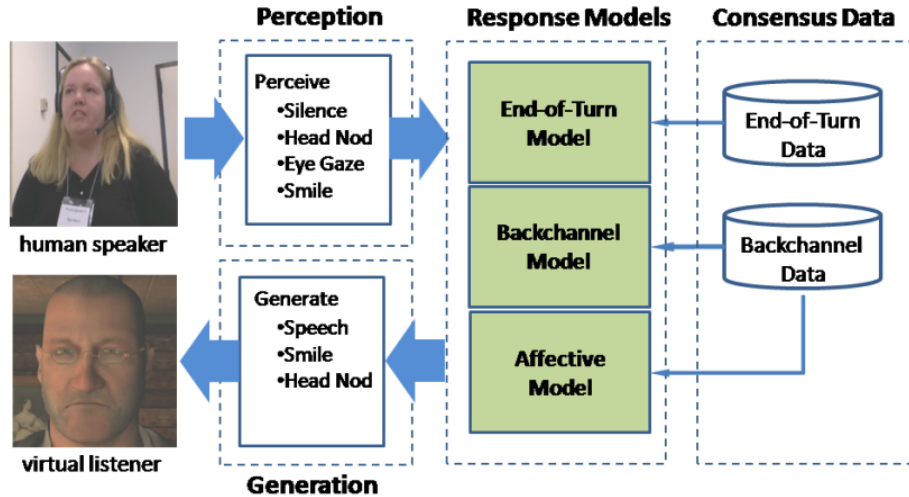 Perception
Response Models
Consensus Data
Perceive
•Silence
•Head Nod
•Eye Gaze
•Smile
human speaker
End-of-Turn
Model
End-of-Turn
Data
Backchannel
Model
Backchannel
Data
Generate
•Speech
•Smile
•Head Nod
Affective
Model
virtual listener
Generation